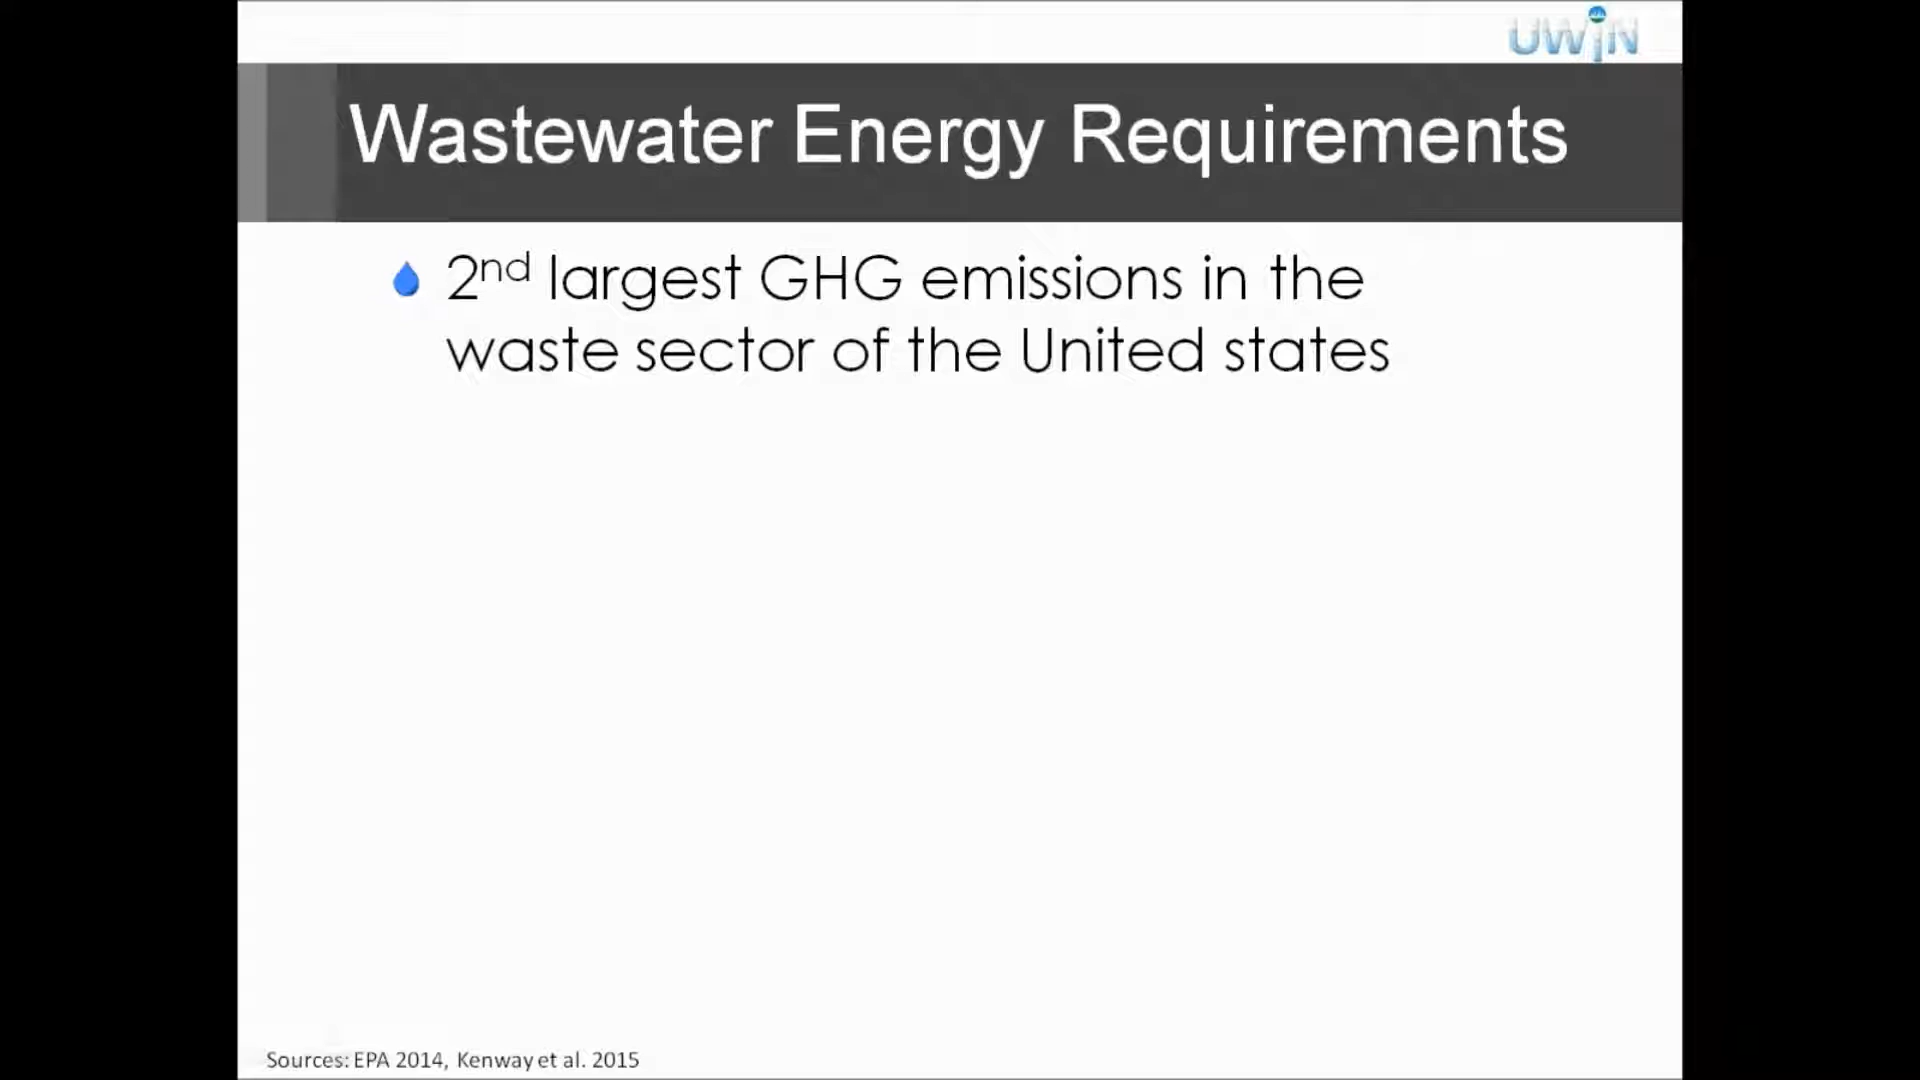 UWiN
Wastewater Energy Requirements
2nd largest GHG emissions in the
waste sector of the United states
Sources: EPA 2014, Kenway et al. 2015